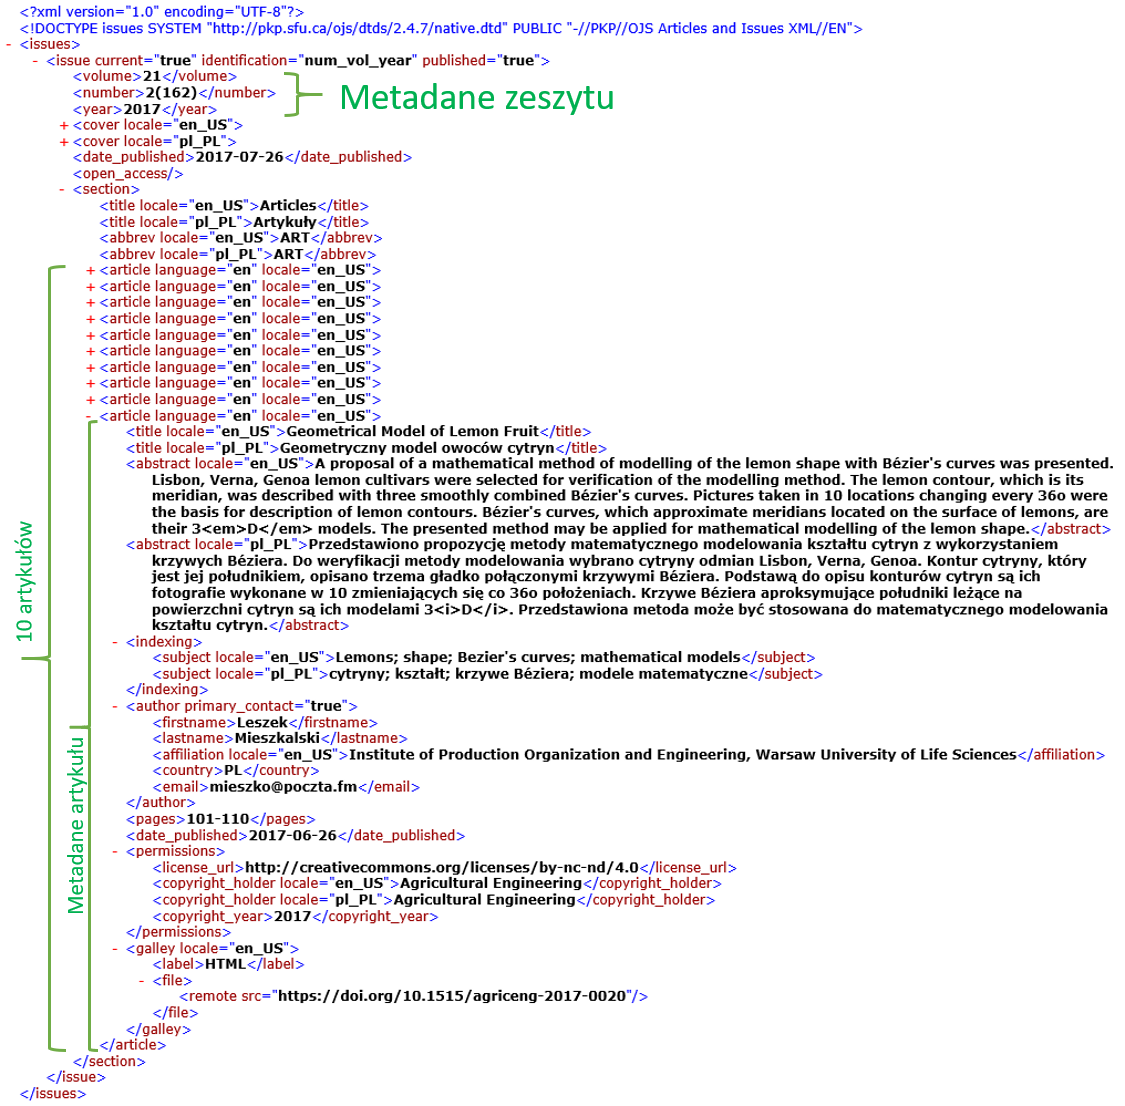 <?xml version="1.0" encoding="UTF-8"?>
<!DOCTYPE issues SYSTEM "http://pkp.sfu.ca/ojs/dtds/2.4.7/native.dtd" PUBLIC "-//PKP//OJS Articles and Issues XML//EN">
- <issues>
- <issue current="true" identification="num_vol_year" published="true">
<volume>21</volume>
<number>2(162)</number>
<year>2017</year>
Metadane zeszytu
+ <cover locale="en_US">
+ <cover locale="pl_PL">
<date_published>2017-07-26</date_published>
<open_access/>
- <section>
<title locale="en_US">Articles</title>
<title locale="pl_PL">Artykuły</title>
<abbrev locale="en_US">ART</abbrev>
<abbrev locale="pl_PL">ART</abbrev>
+ <article language="en" locale="en_US">
+ <article language="en" locale="en_US">
+ <article language="en" locale="en_US">
+ <article language="en" locale="en_US">
+ <article language="en" locale="en_US">
+ <article language="en" locale="en_US">
+ <article language="en" locale="en_US">
+ <article language="en" locale="en_US">
+ <article language="en" locale="en_US">
- <article language="en" locale="en_US">
<title locale="en_US">Geometrical Model of Lemon Fruit</title>
<title locale="pl_PL">Geometryczny model owoców cytryn</title>
<abstract locale="en_US">A proposal of a mathematical method of modelling of the lemon shape with Bézier's curves was presented.
Lisbon, Verna, Genoa lemon cultivars were selected for verification of the modelling method. The lemon contour, which is its
meridian, was described with three smoothly combined Bézier's curves. Pictures taken in 10 locations changing every 36o were
the basis for description of lemon contours. Bézier's curves, which approximate meridians located on the surface of lemons, are
their 3<em>D</em> models. The presented method may be applied for mathematical modelling of the lemon shape.</abstract>
<abstract locale="pl_PL">Przedstawiono propozycję metody matematycznego modelowania kształtu cytryn z wykorzystaniem
krzywych Béziera. Do weryfikacji metody modelowania wybrano cytryny odmian Lisbon, Verna, Genoa. Kontur cytryny, który
jest jej południkiem, opisano trzema gładko połączonymi krzywymi Béziera. Podstawą do opisu konturów cytryn są ich
fotografie wykonane w 10 zmieniających się co 36o położeniach. Krzywe Béziera aproksymujące południki leżące na
powierzchni cytryn są ich modelami 3<i>D</i>. Przedstawiona metoda może być stosowana do matematycznego modelowania
kształtu cytryn.</abstract>
- <indexing>
<subject locale="en_US">Lemons; shape; Bezier's curves; mathematical models</subject>
<subject locale="pl_PL">cytryny; kształt; krzywe Béziera; modele matematyczne</subject>
</indexing>
- <author primary_contact="true">
<firstname>Leszek</firstname>
<lastname>Mieszkalski</lastname>
<affiliation locale="en_US">Institute of Production Organization and Engineering, Warsaw University of Life Sciences</affiliation>
<country>PL</country>
<email>mieszko@poczta.fm</email>
</author>
<pages>101-110</pages>
<date_published>2017-06-26</date_published>
- <permissions>
<license_url>http://creativecommons.org/licenses/by-nc-nd/4.0</license_url>
<copyright_holder locale="en_US">Agricultural Engineering</copyright_holder>
<copyright_holder locale="pl_PL">Agricultural Engineering</copyright_holder>
<copyright_year>2017</copyright_year>
</permissions>
- <galley locale="en_US">
<label>HTML</label>
- <file>
<remote src="https://doi.org/10.1515/agriceng-2017-0020"/>
</file>
</galley>
</article>
</section>
</issue>
</issues>
10 artykułów
Metadane artykułu